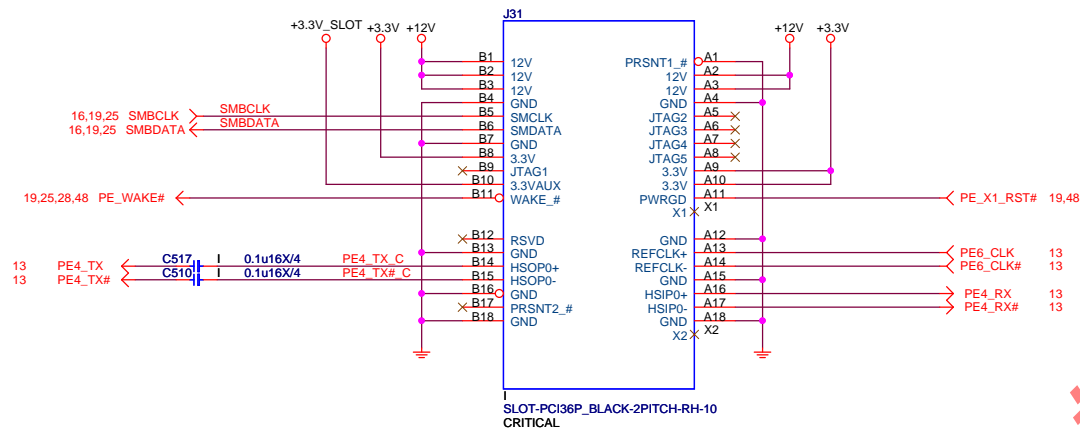 J31
+3.3V_SLOT +3.3V +12V +12V +3.3V
B1 12V PRSNT1_# A1
B2 12V 12V A2
B3 12V 12V A3
B4 GND GND A4
16,19,25 SMBCLK SMBCLK B5 SMCLK JTAG2 A5
16,19,25 SMBDATA SMBDATA B6 SMDATA JTAG3 A6
B7 GND JTAG4 A7
B8 3.3V JTAG5 A8
B9 JTAG1 3.3V A9
B10 3.3VAUX 3.3V A10
19,25,28,48 PE_WAKE# B11 WAKE_# PWRGD A11 PE_X1_RST# 19,48
X1 X1
B12 RSVD GND A12
B13 GND REFCLK+ A13 PE6_CLK 13
13 PE4_TX C517 I 0.1u16X/4 PE4_TX_C B14 HSOP0+ REFCLK- A14 PE6_CLK# 13
13 PE4_TX# C510 I 0.1u16X/4 PE4_TX#_C B15 HSOP0- GND A15
B16 GND HSIP0+ A16 PE4_RX 13
B17 PRSNT2_# HSIP0- A17 PE4_RX# 13
B18 GND GND A18
X2 X2
I
SLOT-PCI36P_BLACK-2PITCH-RH-10
CRITICAL